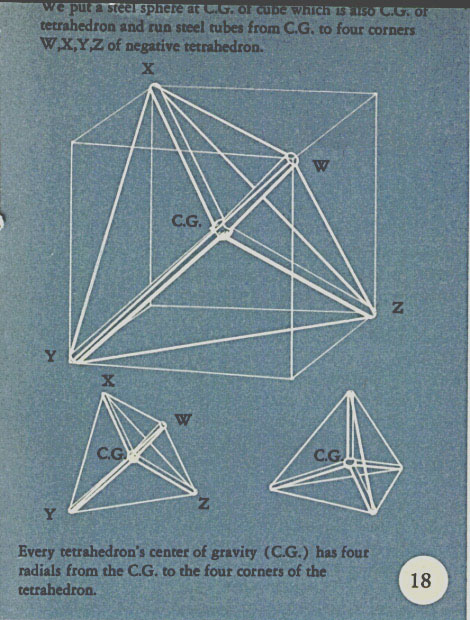 We put a steel sphere at C.G. of cube which is also C.G. of
tetrahedron and run steel tubes from C.G. to four corners
W,X,Y,Z of negative tetrahedron.
X
W
C.G.
Z
Y
X
W
C.G.
Z
Y
C.G.
Every tetrahedron's center of gravity (C.G.) has four
radials from the C.G. to the four corners of the
tetrahedron.
18